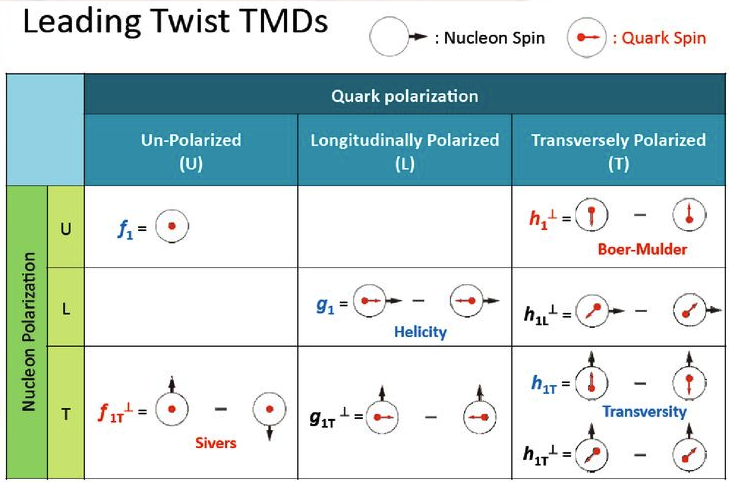 Leading Twist TMDs
: Nucleon Spin
: Quark Spin
Quark polarization
Un-Polarized
(U)
Longitudinally Polarized
(L)
Transversely Polarized
(T)
Nucleon Polarization
U
f₁ =
h₁⊥ =
−
Boer-Mulder
L
g₁ =
−
Helicity
h₁L⊥ =
−
T
f₁T⊥ =
−
Sivers
g₁T⊥ =
−
h₁T =
−
Transversity
h₁T⊥ =
−